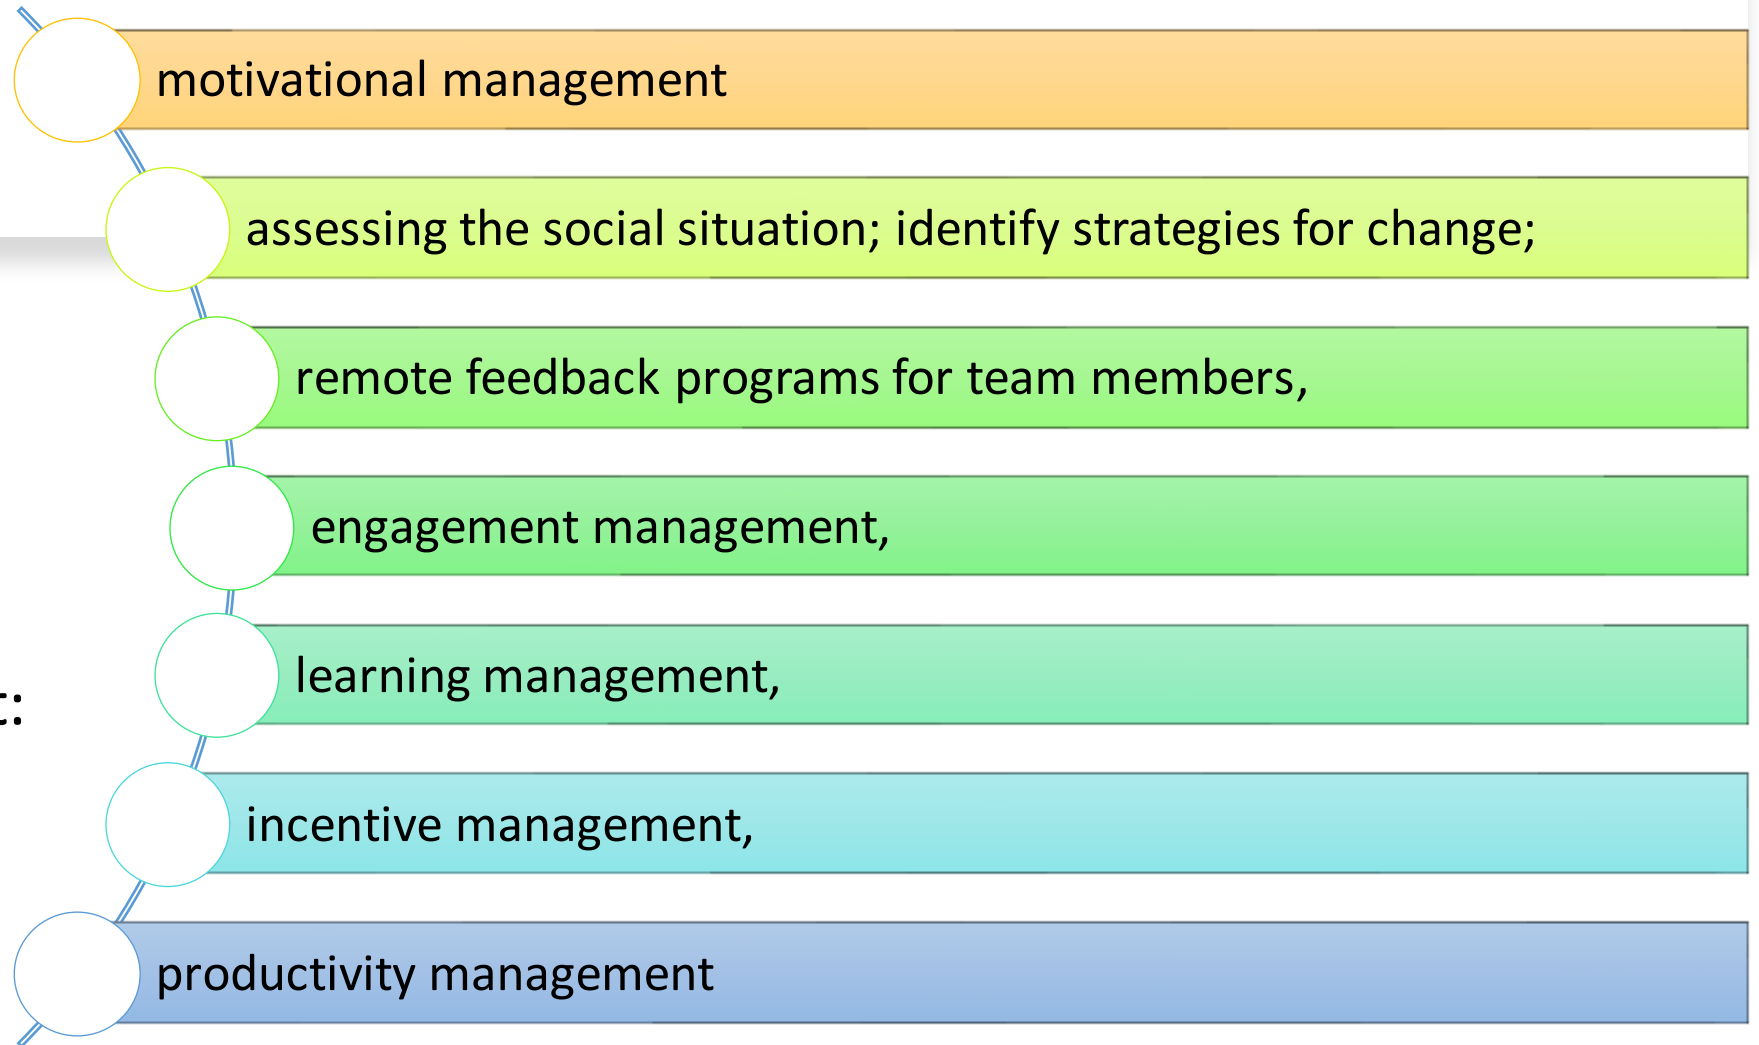 motivational management
assessing the social situation; identify strategies for change;
remote feedback programs for team members,
engagement management,
learning management,
incentive management,
productivity management